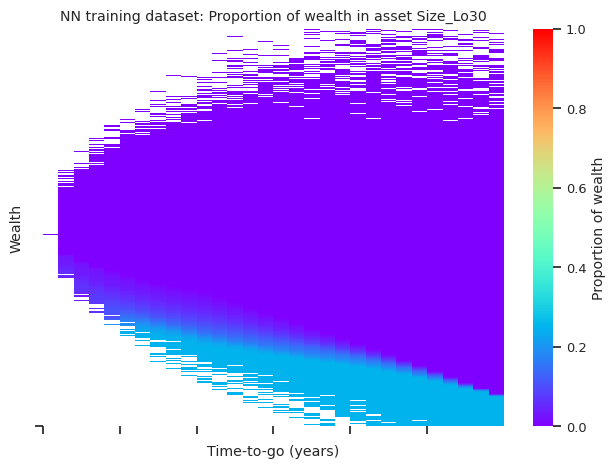 NN training dataset: Proportion of wealth in asset Size_Lo30
Wealth
Time-to-go (years)
1.0
0.8
0.6
0.4
0.2
0.0
Proportion of wealth